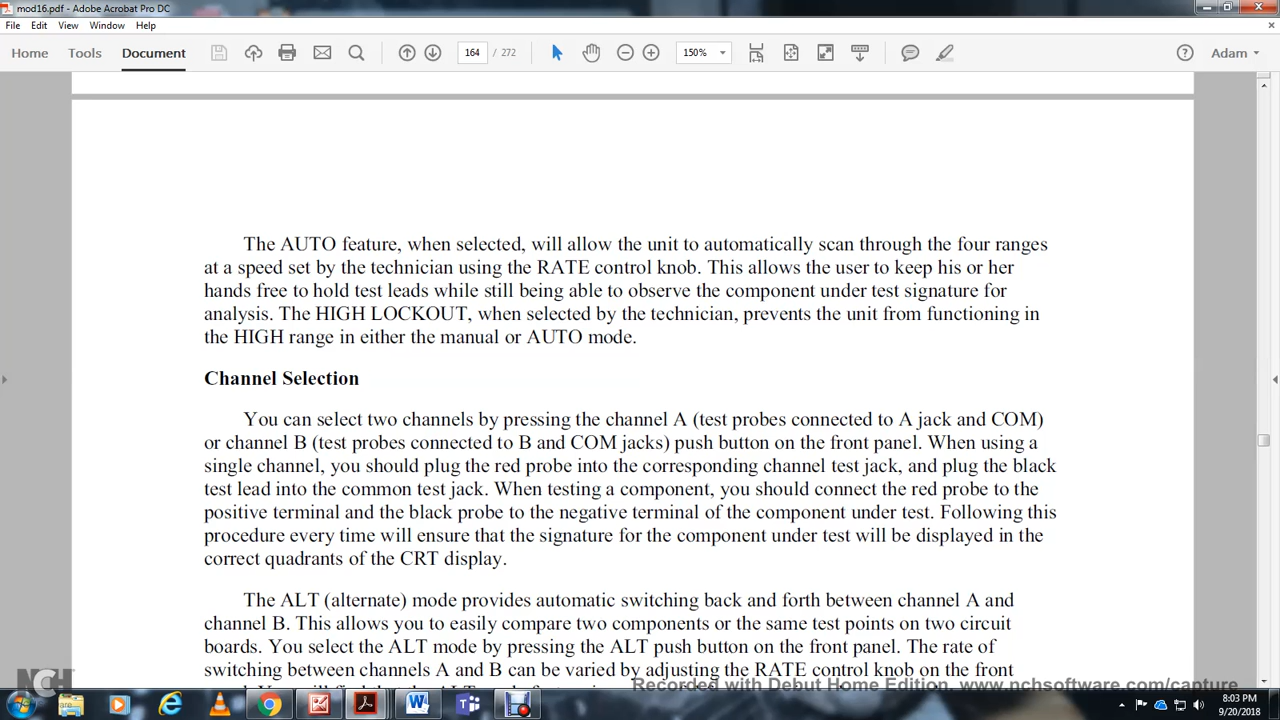 mod16.pdf - Adobe Acrobat Pro DC
File Edit View Window Help
Home Tools Document 164 / 272 150% Adam
The AUTO feature, when selected, will allow the unit to automatically scan through the four ranges
at a speed set by the technician using the RATE control knob. This allows the user to keep his or her
hands free to hold test leads while still being able to observe the component under test signature for
analysis. The HIGH LOCKOUT, when selected by the technician, prevents the unit from functioning in
the HIGH range in either the manual or AUTO mode.
Channel Selection
You can select two channels by pressing the channel A (test probes connected to A jack and COM)
or channel B (test probes connected to B and COM jacks) push button on the front panel. When using a
single channel, you should plug the red probe into the corresponding channel test jack, and plug the black
test lead into the common test jack. When testing a component, you should connect the red probe to the
positive terminal and the black probe to the negative terminal of the component under test. Following this
procedure every time will ensure that the signature for the component under test will be displayed in the
correct quadrants of the CRT display.
The ALT (alternate) mode provides automatic switching back and forth between channel A and
channel B. This allows you to easily compare two components or the same test points on two circuit
boards. You select the ALT mode by pressing the ALT push button on the front panel. The rate of
switching between channels A and B can be varied by adjusting the RATE control knob on the front
NCH
Recorded with Debut Home Edition. www.nchsoftware.com/capture
8:03 PM
9/20/2018